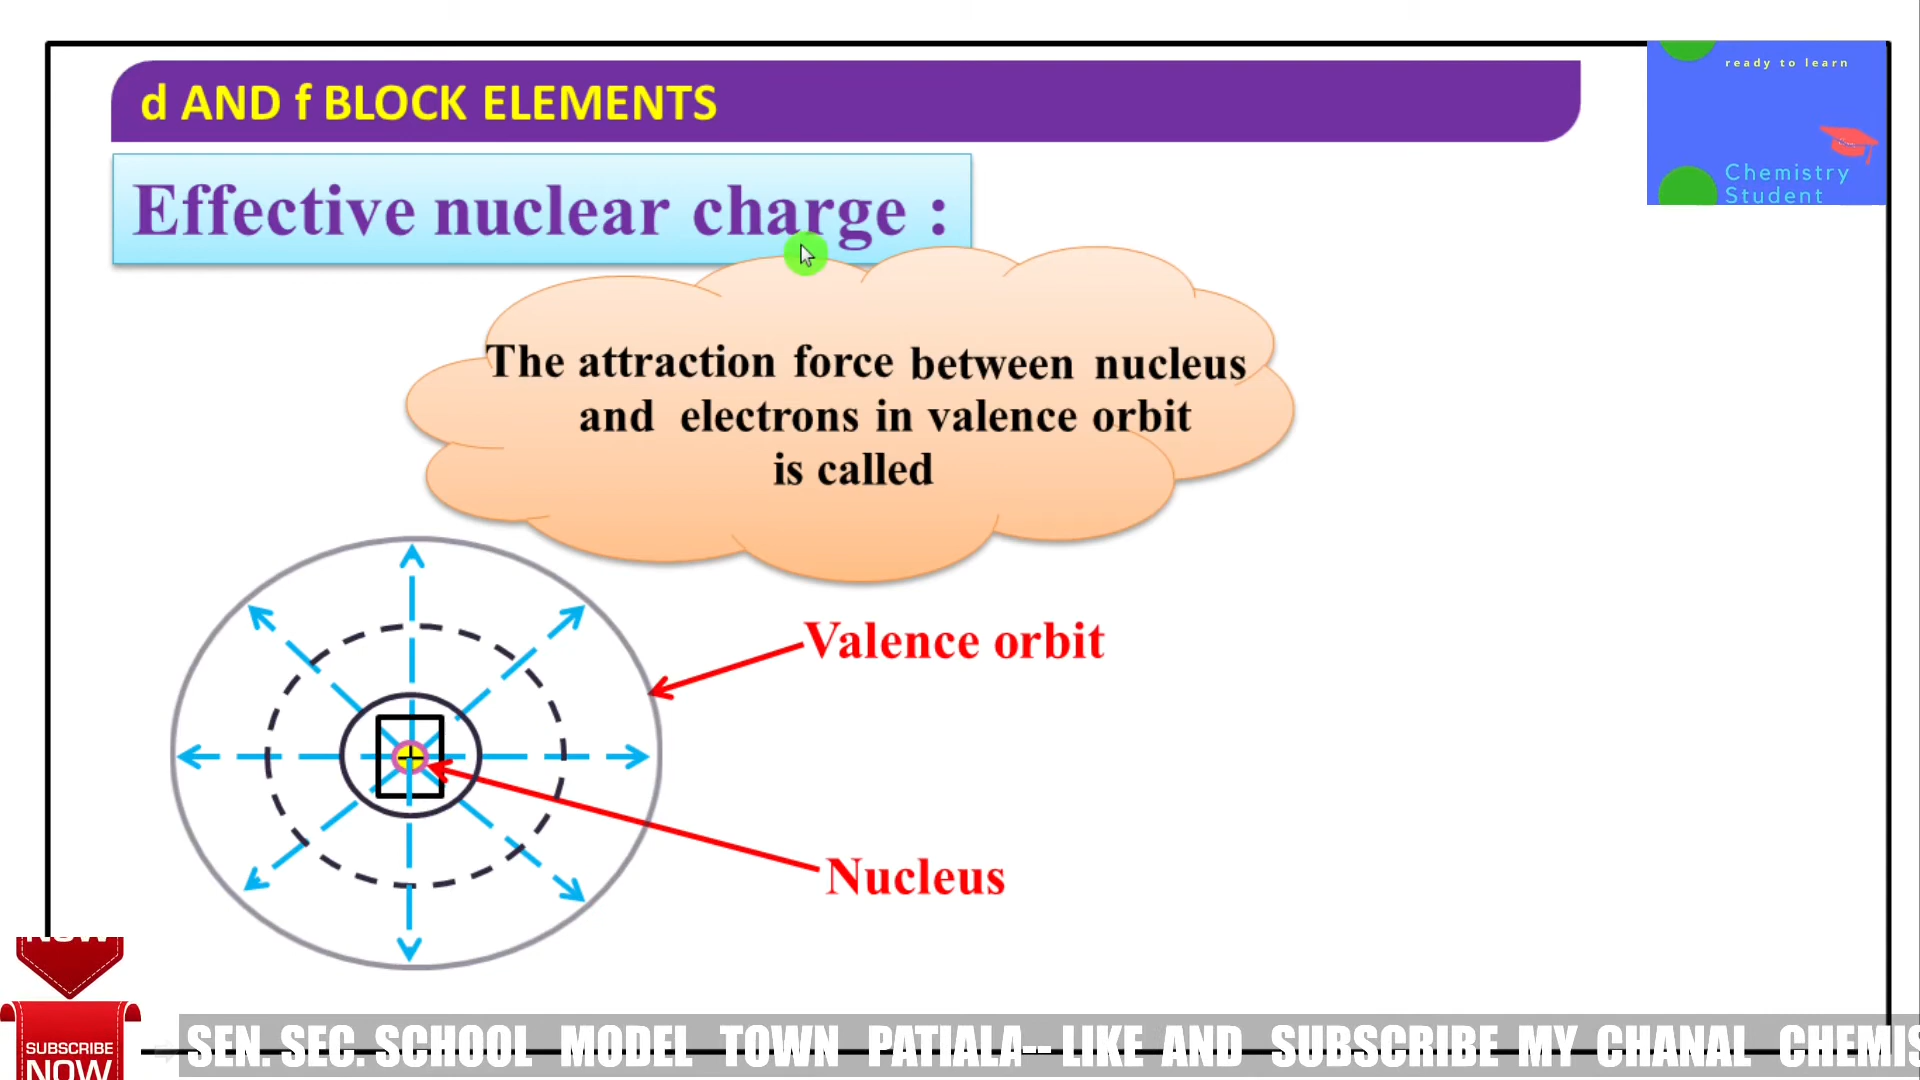 ready to learn
d AND f BLOCK ELEMENTS
Chemistry
Student
Effective nuclear charge :
The attraction force between nucleus
and electrons in valence orbit
is called
Valence orbit
Nucleus
NOW
SUBSCRIBE
NOW
SEN. SEC. SCHOOL MODEL TOWN PATIALA-- LIKE AND SUBSCRIBE MY CHANAL